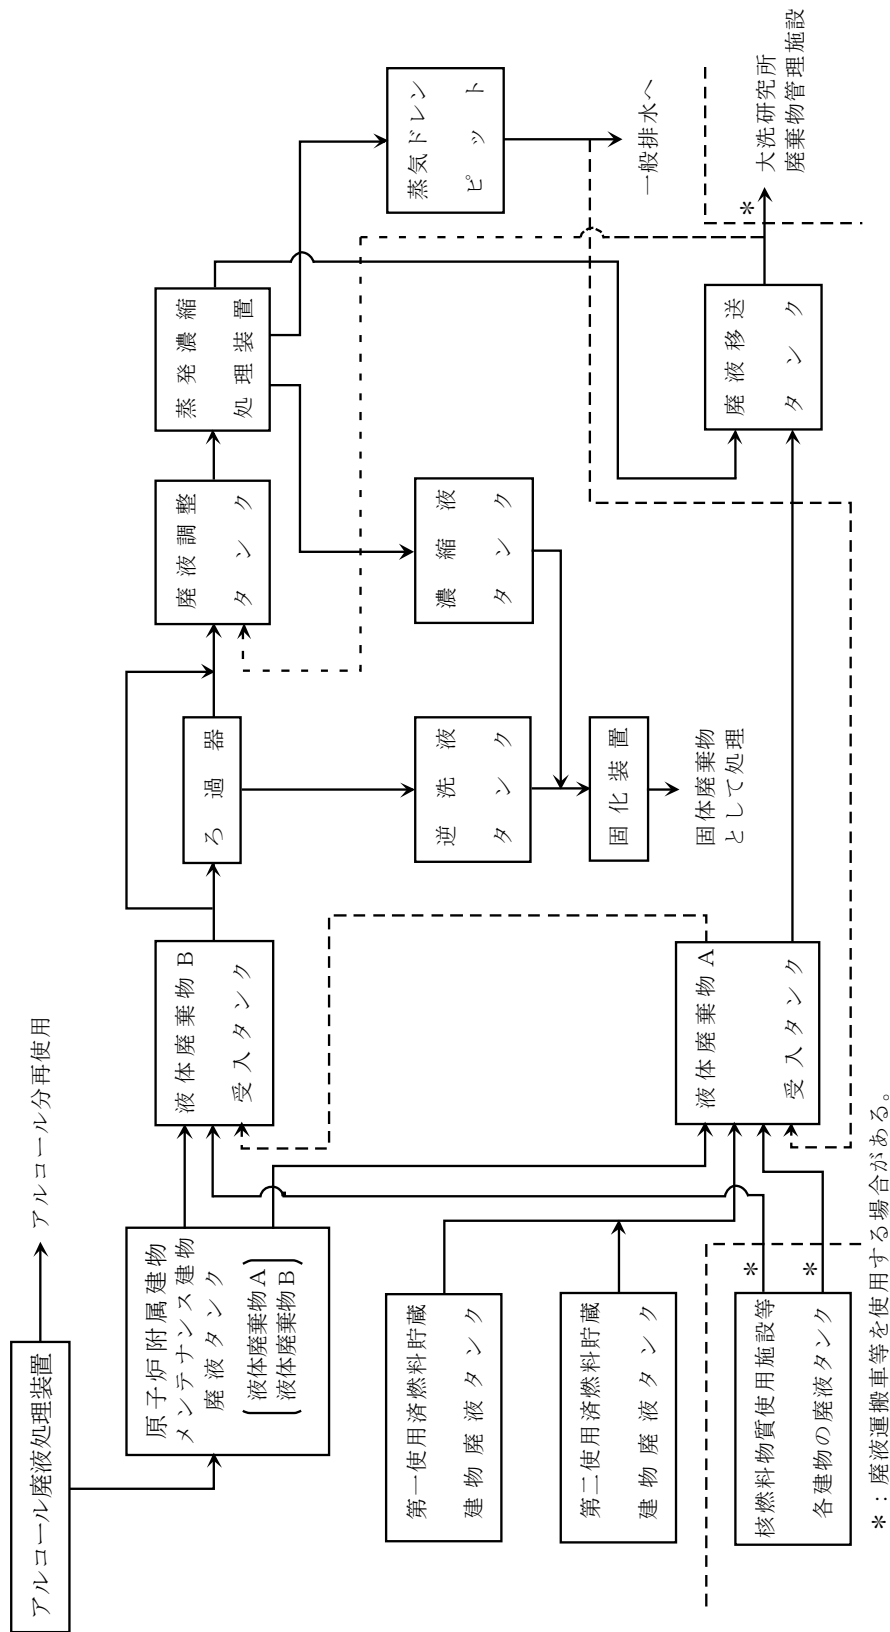 アルコール廃液処理装置
アルコール分再使用
原子炉附属建物
メンテナンス建物
廃液タンク
液体廃棄物A
液体廃棄物B
第一使用済燃料貯蔵
建物廃液タンク
第二使用済燃料貯蔵
建物廃液タンク
核燃料物質使用施設等
各建物の廃液タンク
*
*
液体廃棄物B
受入タンク
液体廃棄物A
受入タンク
ろ過器
逆洗液
タンク
固化装置
固体廃棄物
として処理
廃液調整
タンク
濃縮液
タンク
蒸発濃縮
処理装置
廃液移送
タンク
蒸気ドレン
ピット
一般排水へ
*
大洗研究所
廃棄物管理施設
*：廃液運搬車等を使用する場合がある。